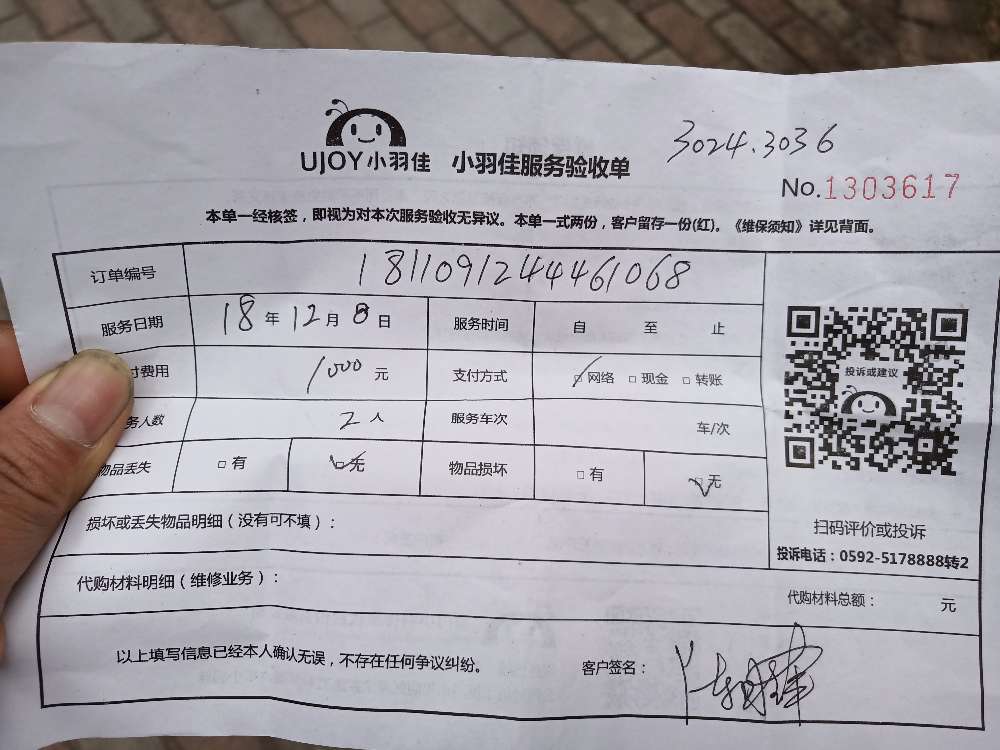 3024.3036
UJOY小羽佳 小羽佳服务验收单
No.1303617
本单一经核签，即视为对本次服务验收无异议。本单一式两份，客户留存一份(红)。《维保须知》详见背面。
订单编号 1811091244461068
服务日期 18年12月8日 服务时间 自 至 止
付费用 1000元 支付方式 网络 现金 转账
投诉或建议
务人数 2人 服务车次 车/次
物品丢失 有 无 物品损坏 有 无
损坏或丢失物品明细（没有可不填）：
扫码评价或投诉
投诉电话：0592-5178888转2
代购材料明细（维修业务）：
代购材料总额： 元
以上填写信息已经本人确认无误，不存在任何争议纠纷。 客户签名：